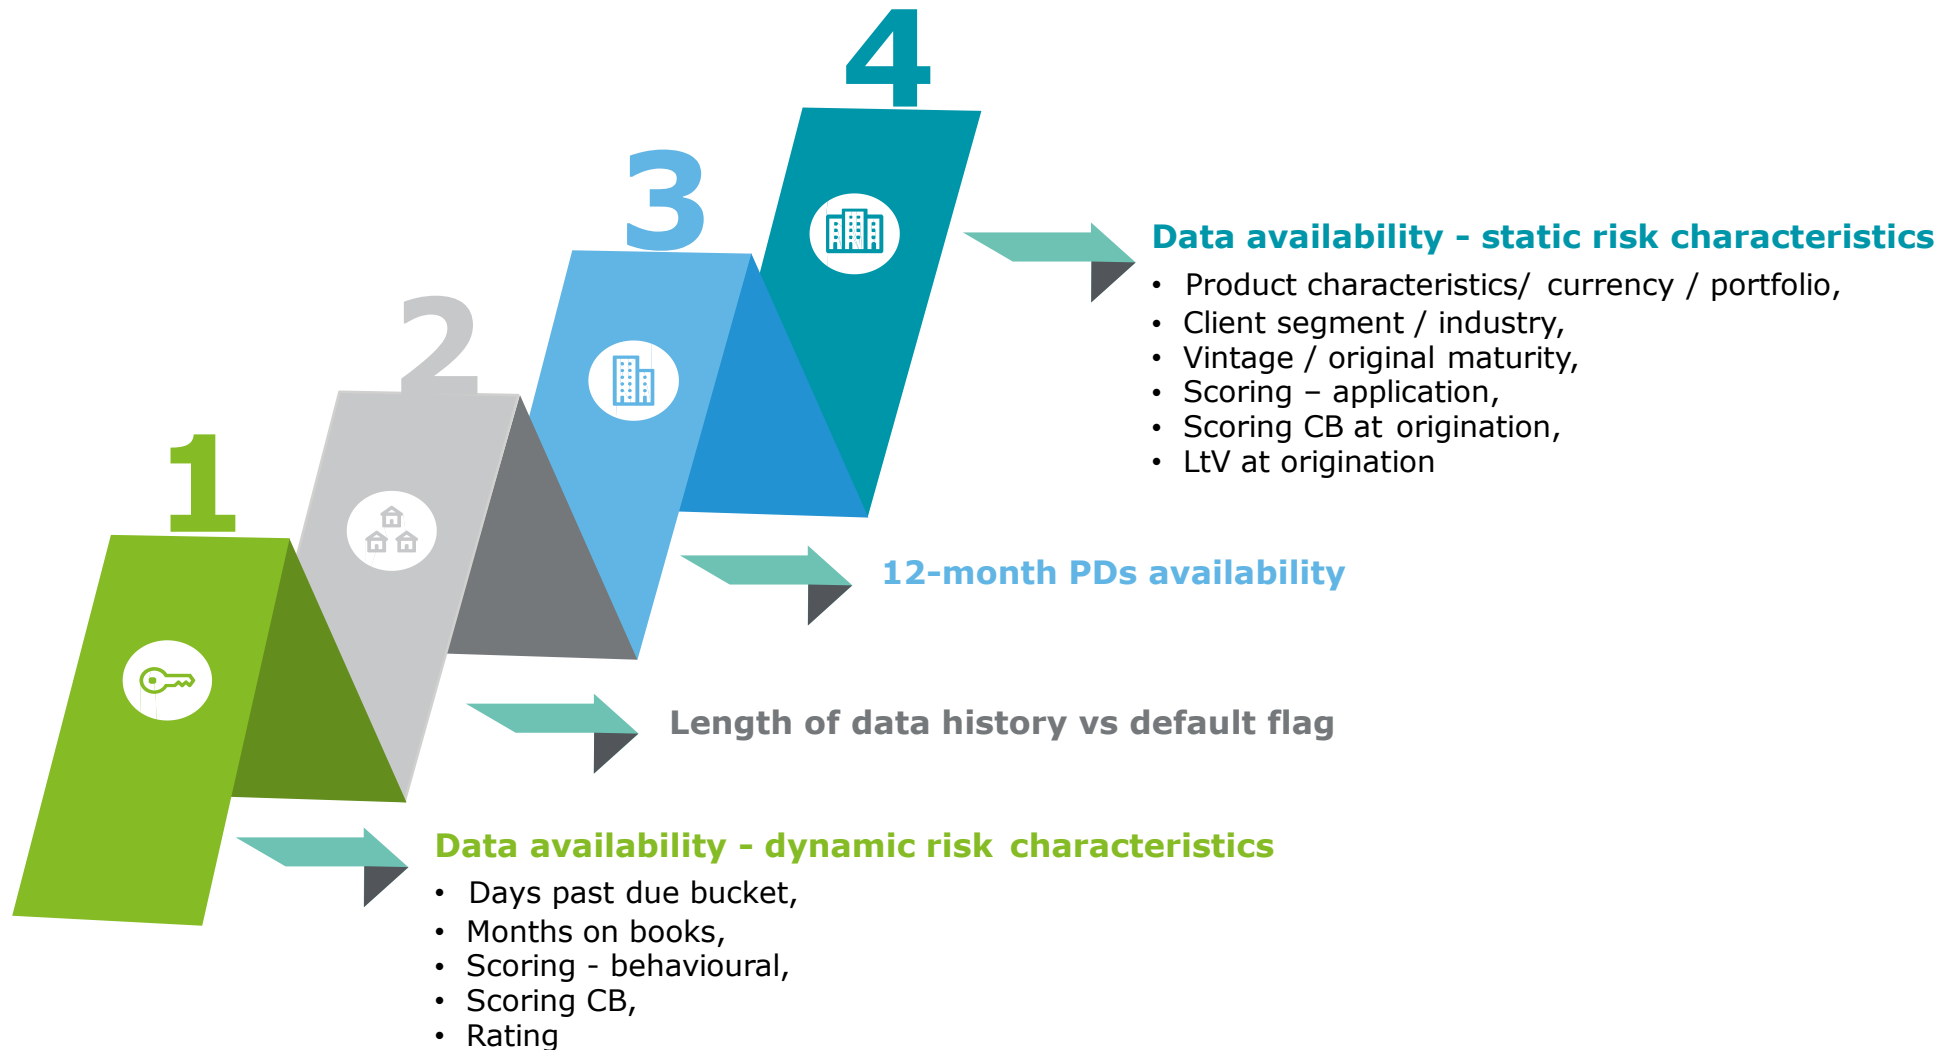 4
3
2
1
Data availability - static risk characteristics
• Product characteristics/ currency / portfolio,
• Client segment / industry,
• Vintage / original maturity,
• Scoring – application,
• Scoring CB at origination,
• LtV at origination
12-month PDs availability
Length of data history vs default flag
Data availability - dynamic risk characteristics
• Days past due bucket,
• Months on books,
• Scoring - behavioural,
• Scoring CB,
• Rating